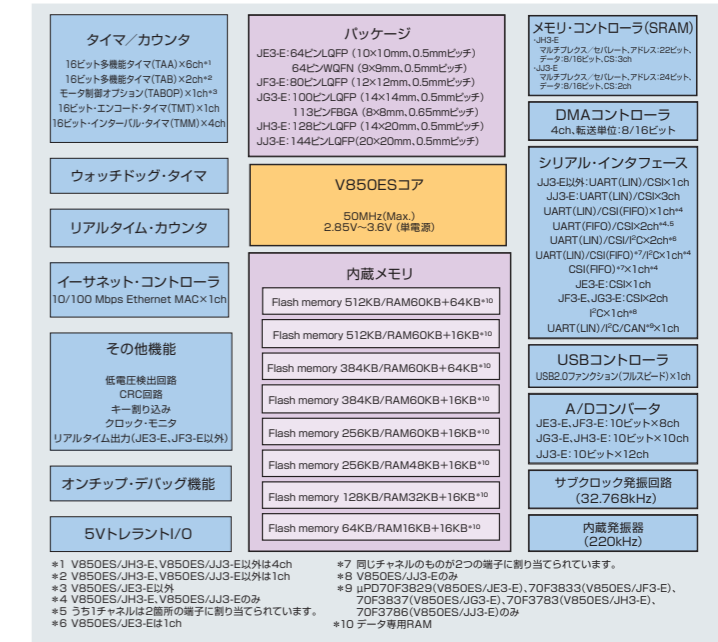 タイマ／カウンタ
16ビット多機能タイマ(TAA)×6ch*1
16ビット多機能タイマ(TAB)×2ch*2
モータ制御オプション(TABOP)×1ch*3
16ビット・エンコード・タイマ(TMT)×1ch
16ビット・インターバル・タイマ(TMM)×4ch
ウォッチドッグ・タイマ
リアルタイム・カウンタ
イーサネット・コントローラ
10/100 Mbps Ethernet MAC×1ch
その他機能
低電圧検出回路
CRC回路
キー割り込み
クロック・モニタ
リアルタイム出力(JE3-E、JF3-E以外)
オンチップ・デバッグ機能
5VトレラントI/O
パッケージ
JE3-E：64ピンLQFP（10×10mm、0.5mmピッチ）
64ピンWQFN（9×9mm、0.5mmピッチ）
JF3-E：80ピンLQFP（12×12mm、0.5mmピッチ）
JG3-E：100ピンLQFP（14×14mm、0.5mmピッチ）
113ピンFBGA（8×8mm、0.65mmピッチ）
JH3-E：128ピンLQFP（14×20mm、0.5mmピッチ）
JJ3-E：144ピンLQFP(20×20mm、0.5mmピッチ)
V850ESコア
50MHz(Max.)
2.85V～3.6V (単電源)
内蔵メモリ
Flash memory 512KB/RAM60KB+64KB*10
Flash memory 512KB/RAM60KB+16KB*10
Flash memory 384KB/RAM60KB+64KB*10
Flash memory 384KB/RAM60KB+16KB*10
Flash memory 256KB/RAM60KB+16KB*10
Flash memory 256KB/RAM48KB+16KB*10
Flash memory 128KB/RAM32KB+16KB*10
Flash memory 64KB/RAM16KB+16KB*10
メモリ・コントローラ(SRAM)
・JH3-E
マルチプレクス／セパレート、アドレス：22ビット、
データ：8/16ビット、CS：3ch
・JJ3-E
マルチプレクス／セパレート、アドレス：24ビット、
データ：8/16ビット、CS：2ch
DMAコントローラ
4ch、転送単位：8/16ビット
シリアル・インタフェース
JJ3-E以外：UART(LIN)/CSI×1ch
JJ3-E：UART(LIN)/CSI×3ch
UART(LIN)/CSI(FIFO)×1ch*4
UART(FIFO)/CSI×2ch*4,5
UART(LIN)/CSI/I²C×2ch*6
UART(LIN)/CSI(FIFO)*7/I²C×1ch*4
CSI(FIFO)*7×1ch*4
JE3-E：CSI×1ch
JF3-E、JG3-E：CSI×2ch
I²C×1ch*8
UART(LIN)/I²C/CAN*9×1ch
USBコントローラ
USB2.0ファンクション(フルスピード)×1ch
A/Dコンバータ
JE3-E、JF3-E：10ビット×8ch
JG3-E、JH3-E：10ビット×10ch
JJ3-E：10ビット×12ch
サブクロック発振回路
(32.768kHz)
内蔵発振器
(220kHz)
*1 V850ES/JH3-E、V850ES/JJ3-E以外は4ch
*2 V850ES/JH3-E、V850ES/JJ3-E以外は1ch
*3 V850ES/JE3-E以外
*4 V850ES/JH3-E、V850ES/JJ3-Eのみ
*5 うち1チャネルは2箇所の端子に割り当てられています。
*6 V850ES/JE3-Eは1ch
*7 同じチャネルのものが2つの端子に割り当てられています。
*8 V850ES/JJ3-Eのみ
*9 μPD70F3829(V850ES/JE3-E)、70F3833(V850ES/JF3-E)、
70F3837(V850ES/JG3-E)、70F3783(V850ES/JH3-E)、
70F3786(V850ES/JJ3-E)のみ
*10 データ専用RAM